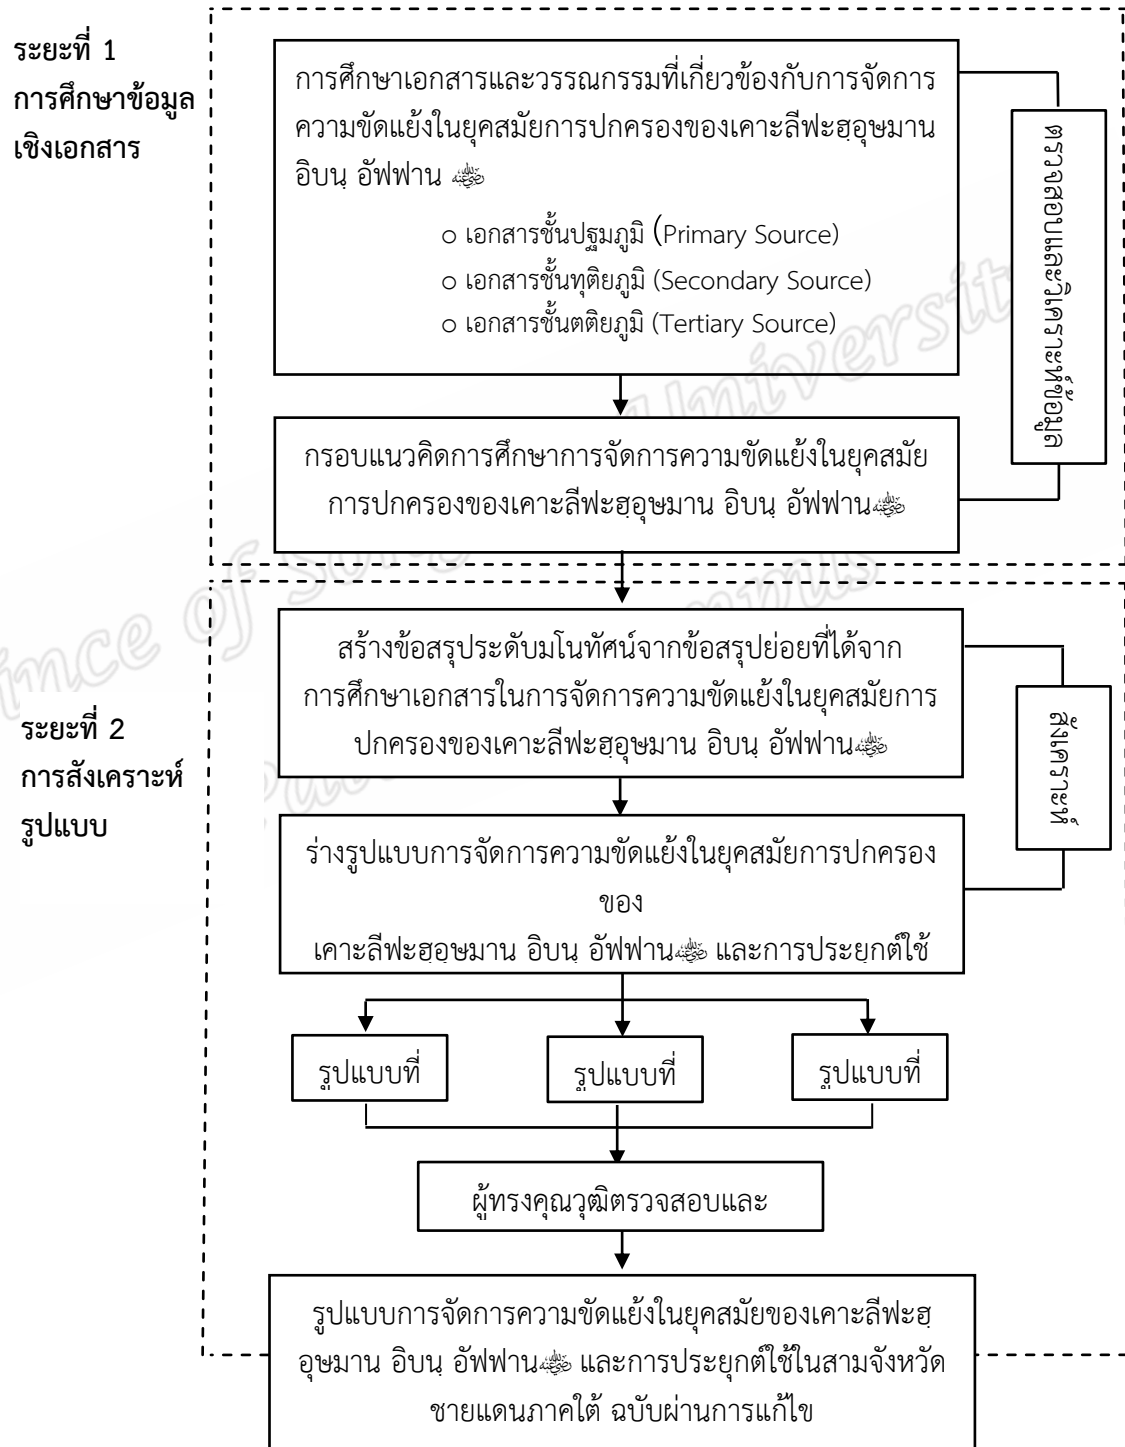 ระยะที่ 1
การศึกษาข้อมูล
เชิงเอกสาร
การศึกษาเอกสารและวรรณกรรมที่เกี่ยวข้องกับการจัดการ
ความขัดแย้งในยุคสมัยการปกครองของเคาะลีฟะฮฺอุษมาน
อิบนฺ อัฟฟาน
o เอกสารชั้นปฐมภูมิ (Primary Source)
o เอกสารชั้นทุติยภูมิ (Secondary Source)
o เอกสารชั้นตติยภูมิ (Tertiary Source)
ตรวจสอบและวิเคราะห์ข้อมูล
กรอบแนวคิดการศึกษาการจัดการความขัดแย้งในยุคสมัย
การปกครองของเคาะลีฟะฮฺอุษมาน อิบนฺ อัฟฟาน
ระยะที่ 2
การสังเคราะห์
รูปแบบ
สร้างข้อสรุประดับมโนทัศน์จากข้อสรุปย่อยที่ได้จาก
การศึกษาเอกสารในการจัดการความขัดแย้งในยุคสมัยการ
ปกครองของเคาะลีฟะฮฺอุษมาน อิบนฺ อัฟฟาน
สังเคราะห์
ร่างรูปแบบการจัดการความขัดแย้งในยุคสมัยการปกครอง
ของ
เคาะลีฟะฮฺอุษมาน อิบนฺ อัฟฟาน และการประยุกต์ใช้
รูปแบบที่
รูปแบบที่
รูปแบบที่
ผู้ทรงคุณวุฒิตรวจสอบและ
รูปแบบการจัดการความขัดแย้งในยุคสมัยของเคาะลีฟะฮฺ
อุษมาน อิบนฺ อัฟฟาน และการประยุกต์ใช้ในสามจังหวัด
ชายแดนภาคใต้ ฉบับผ่านการแก้ไข